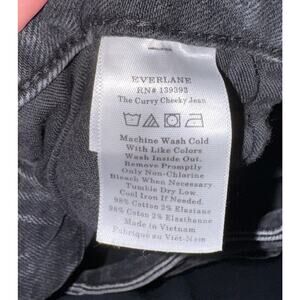 EVERLANE
RN# 139393
The Curvy Cheeky Jean
Machine Wash Cold
With Like Colors
Wash Inside Out.
Remove Promptly
Only Non-Chlorine
Bleach When Necessary
Tumble Dry Low
Cool Iron If Needed.
98% Cotton 2% Elastane
98% Cotton 2% Elasthanne
Made in Vietnam
Fabriqué au Viêt-Nam